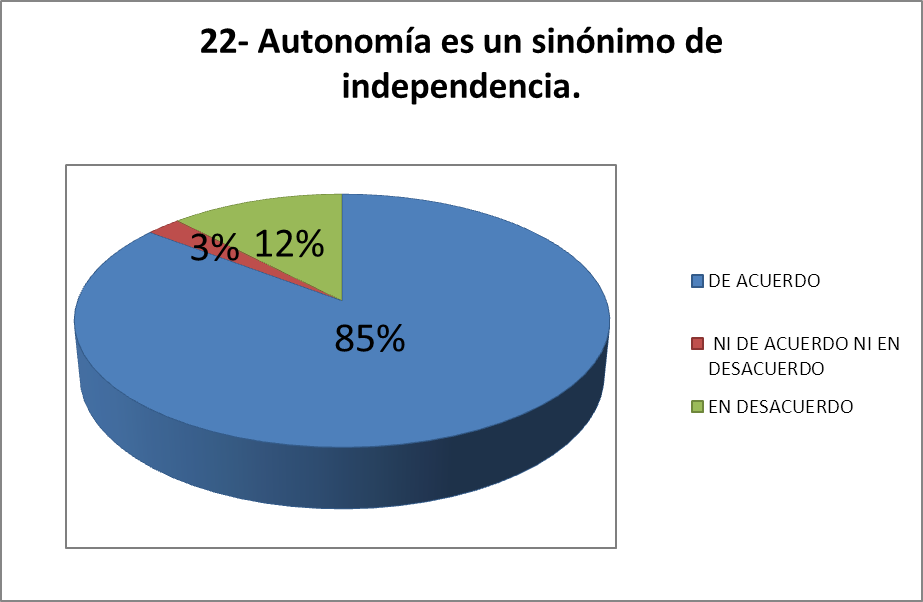 22- Autonomía es un sinónimo de
independencia.
3%
12%
85%
DE ACUERDO
NI DE ACUERDO NI EN
DESACUERDO
EN DESACUERDO